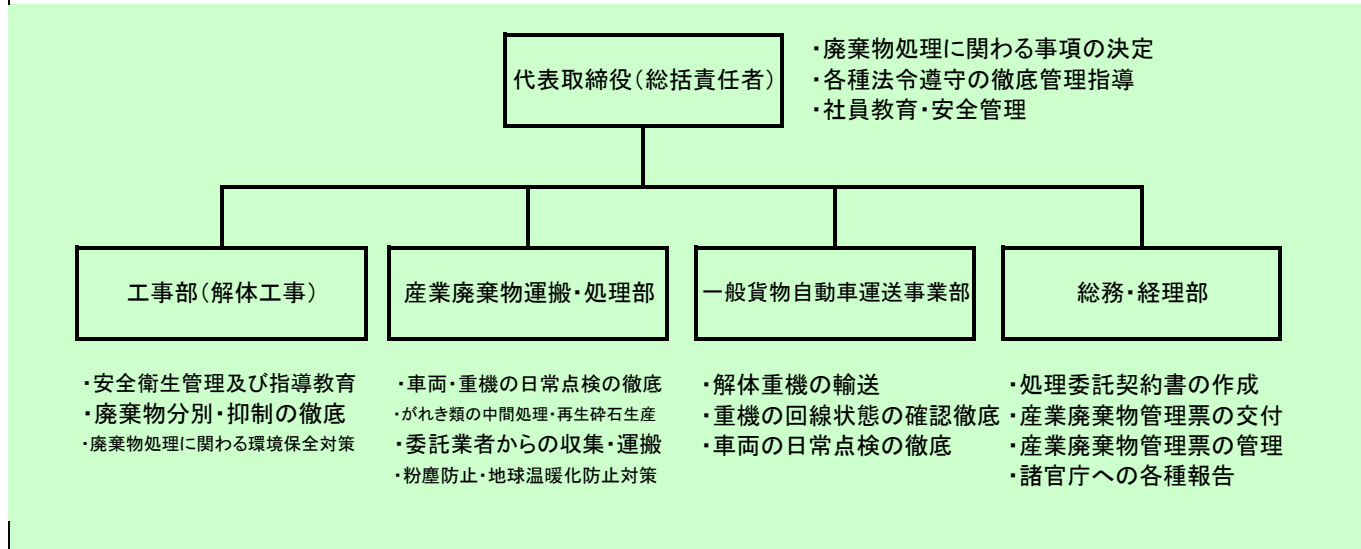 代表取締役（総括責任者）
・廃棄物処理に関わる事項の決定
・各種法令遵守の徹底管理指導
・社員教育・安全管理
工事部（解体工事）
・安全衛生管理及び指導教育
・廃棄物分別・抑制の徹底
・廃棄物処理に関わる環境保全対策
産業廃棄物運搬・処理部
・車両・重機の日常点検の徹底
・がれき類の中間処理・再生砕石生産
・委託業者からの収集・運搬
・粉塵防止・地球温暖化防止対策
一般貨物自動車運送事業部
・解体重機の輸送
・重機の回線状態の確認徹底
・車両の日常点検の徹底
総務・経理部
・処理委託契約書の作成
・産業廃棄物管理票の交付
・産業廃棄物管理票の管理
・諸官庁への各種報告